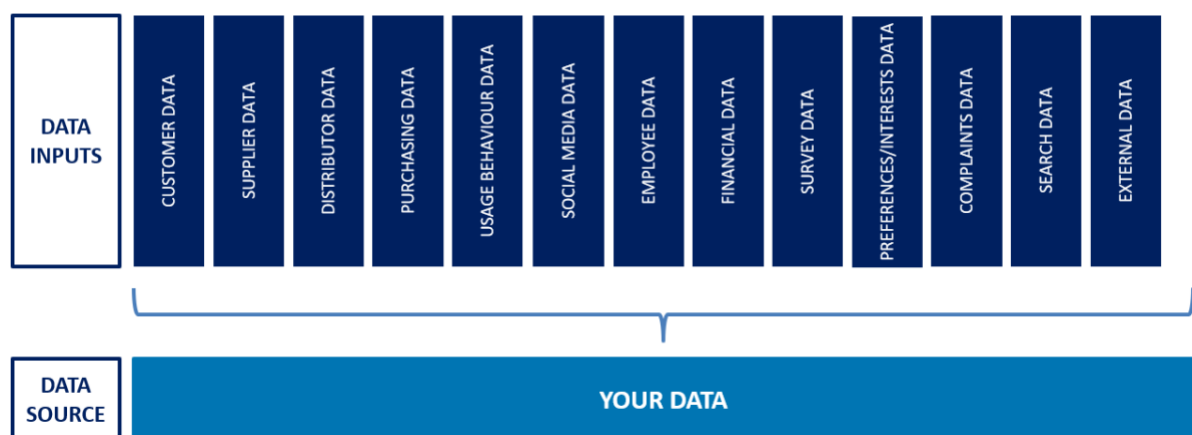 DATA
INPUTS
CUSTOMER DATA
SUPPLIER DATA
DISTRIBUTOR DATA
PURCHASING DATA
USAGE BEHAVIOUR DATA
SOCIAL MEDIA DATA
EMPLOYEE DATA
FINANCIAL DATA
SURVEY DATA
PREFERENCES/INTERESTS DATA
COMPLAINTS DATA
SEARCH DATA
EXTERNAL DATA
DATA
SOURCE
YOUR DATA